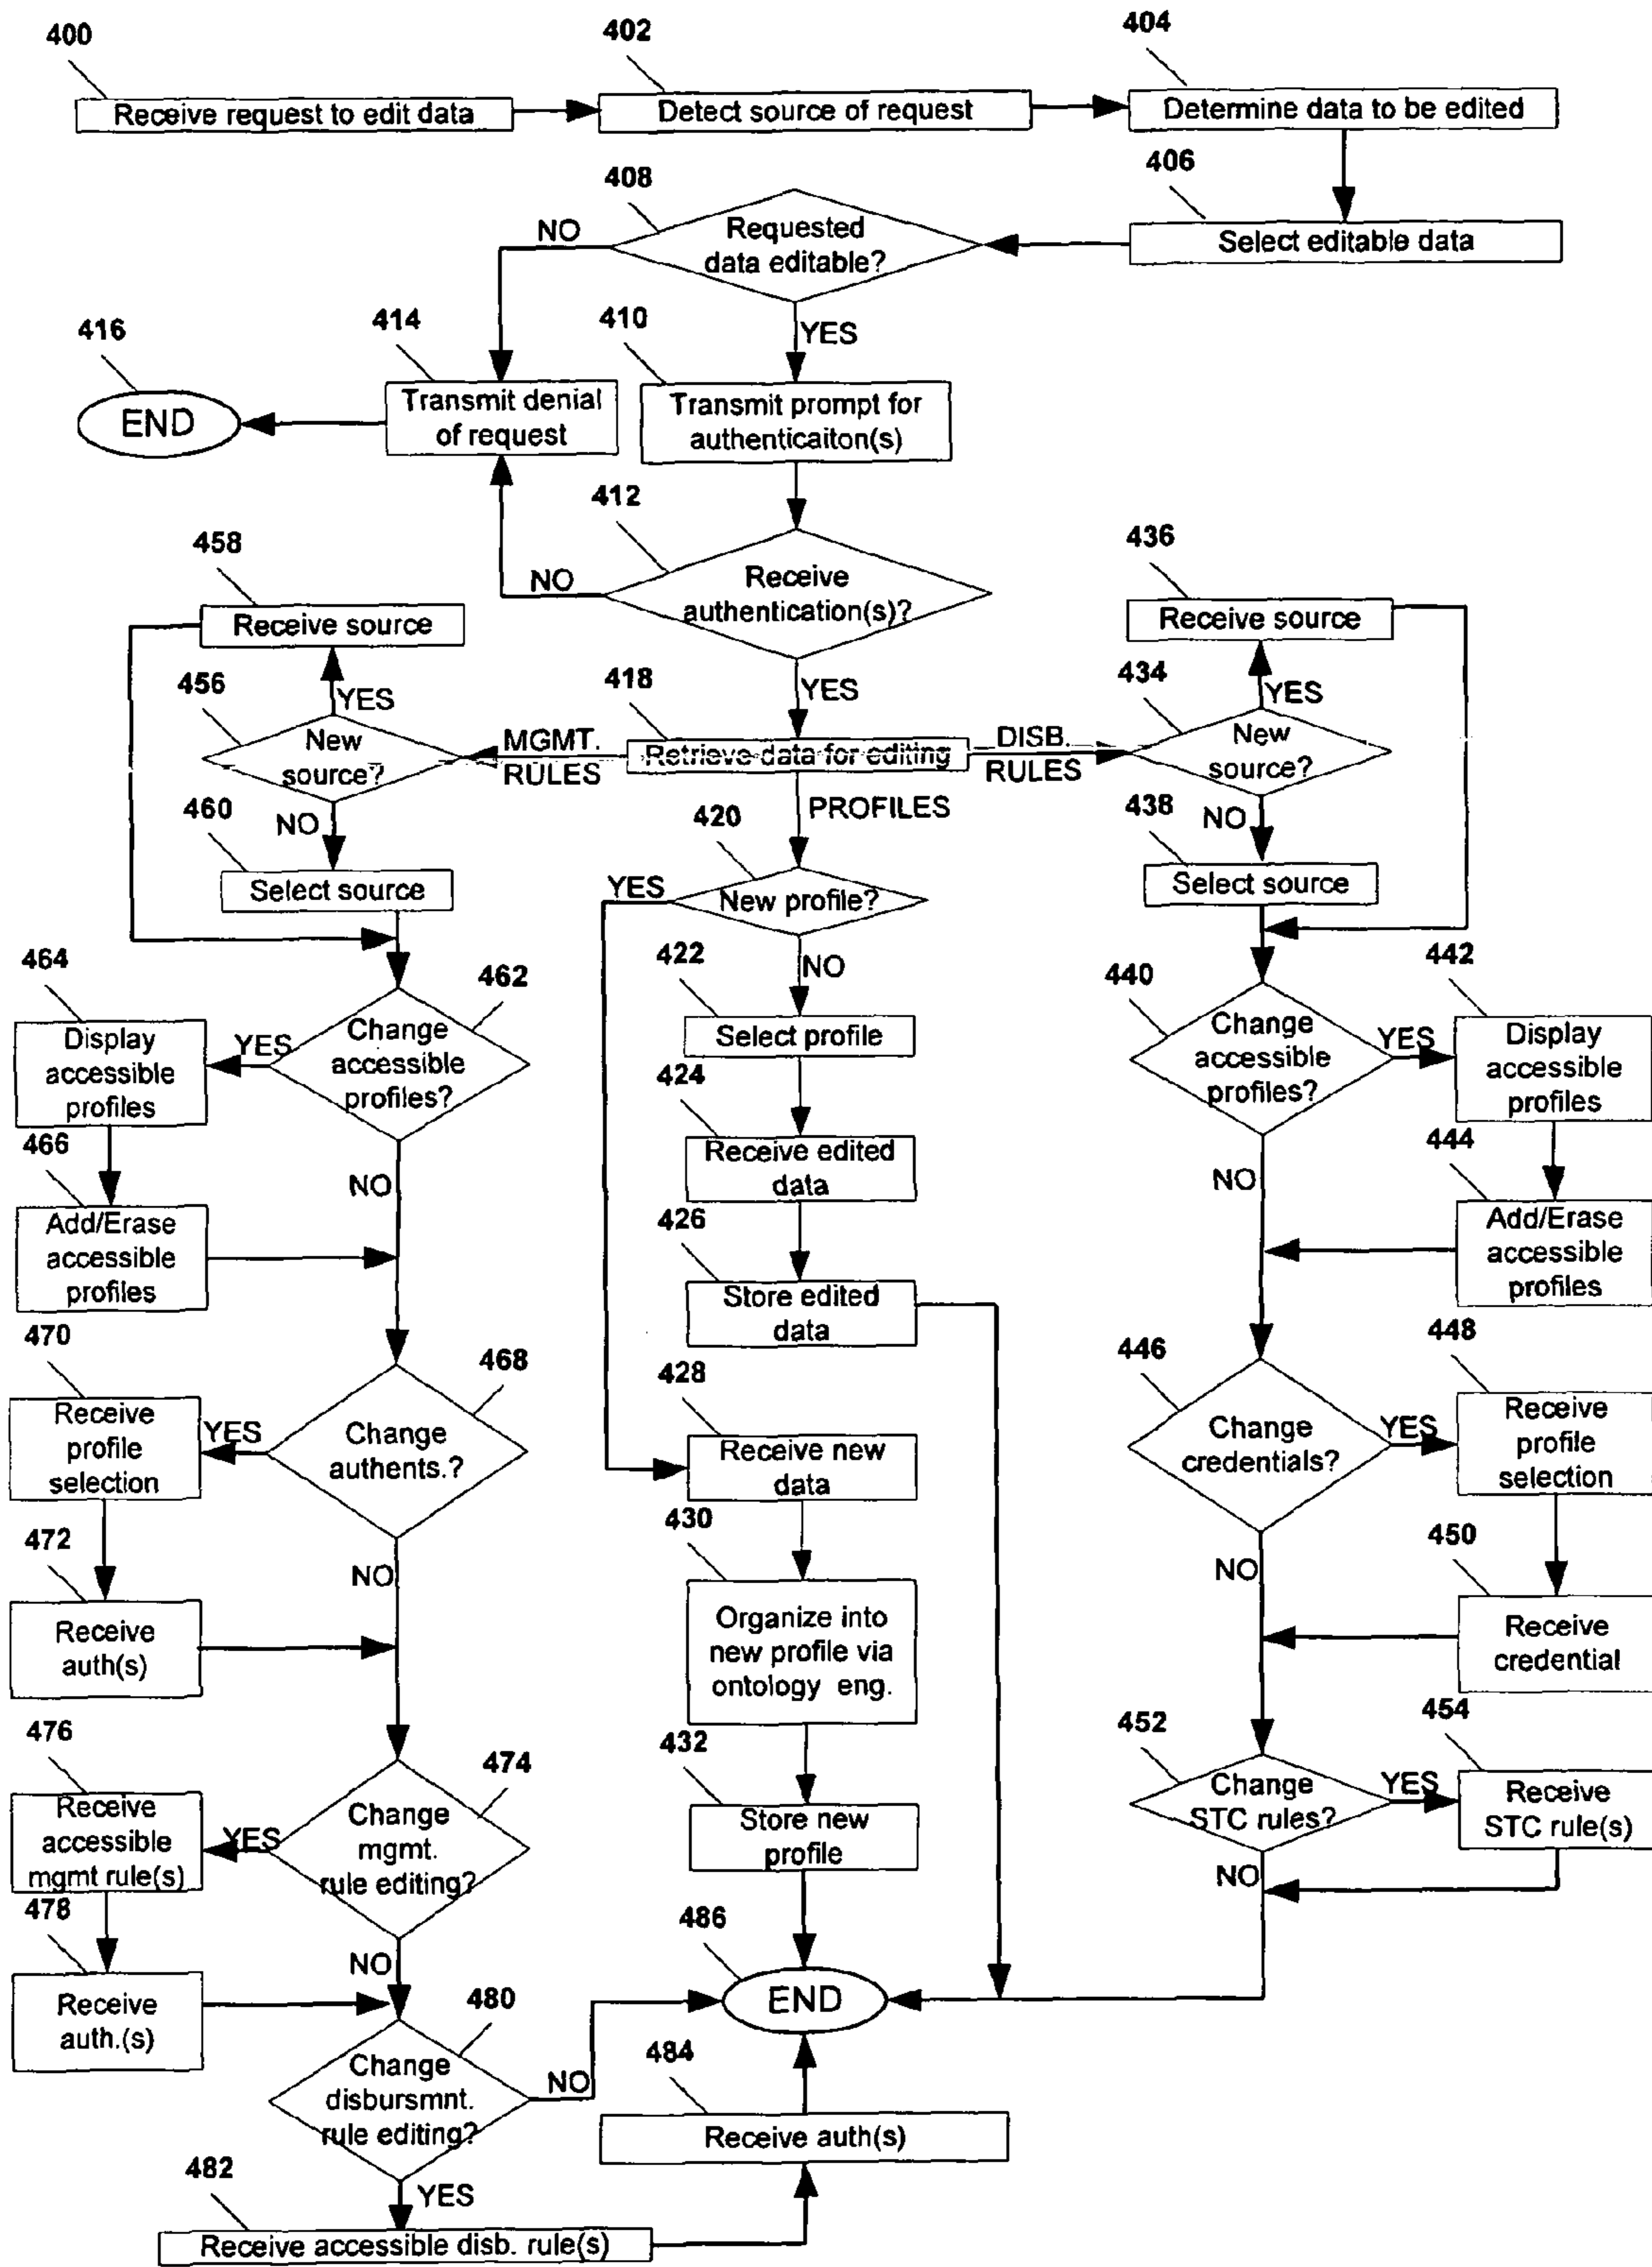 400
402
404
Receive request to edit data
Detect source of request
Determine data to be edited
406
408
Requested
data editable?
NO
Select editable data
416
414
410
YES
END
Transmit denial
of request
Transmit prompt for
authenticaiton(s)
412
Receive
authentication(s)?
NO
YES
458
Receive source
436
Receive source
456
YES
418
434
YES
New
source?
MGMT.
RULES
Retrieve data for editing
DISB.
RULES
New
source?
460
NO
PROFILES
438
NO
Select source
420
YES
New profile?
Select source
464
462
422
NO
440
442
Display
accessible
profiles
YES
Change
accessible
profiles?
Select profile
Change
accessible
profiles?
YES
Display
accessible
profiles
466
NO
424
Receive edited
data
NO
444
Add/Erase
accessible
profiles
426
Store edited
data
Add/Erase
accessible
profiles
470
468
428
446
448
Receive
profile
selection
YES
Change
authents.?
Receive new
data
Change
credentials?
YES
Receive
profile
selection
472
NO
430
NO
450
Receive
auth(s)
Organize into
new profile via
ontology eng.
Receive
credential
476
474
432
452
454
Receive
accessible
mgmt rule(s)
YES
Change
mgmt.
rule editing?
Store new
profile
Change
STC rules?
YES
Receive
STC rule(s)
478
NO
486
NO
Receive
auth.(s)
480
END
Change
disbursmnt.
rule editing?
NO
484
Receive auth(s)
482
YES
Receive accessible disb. rule(s)